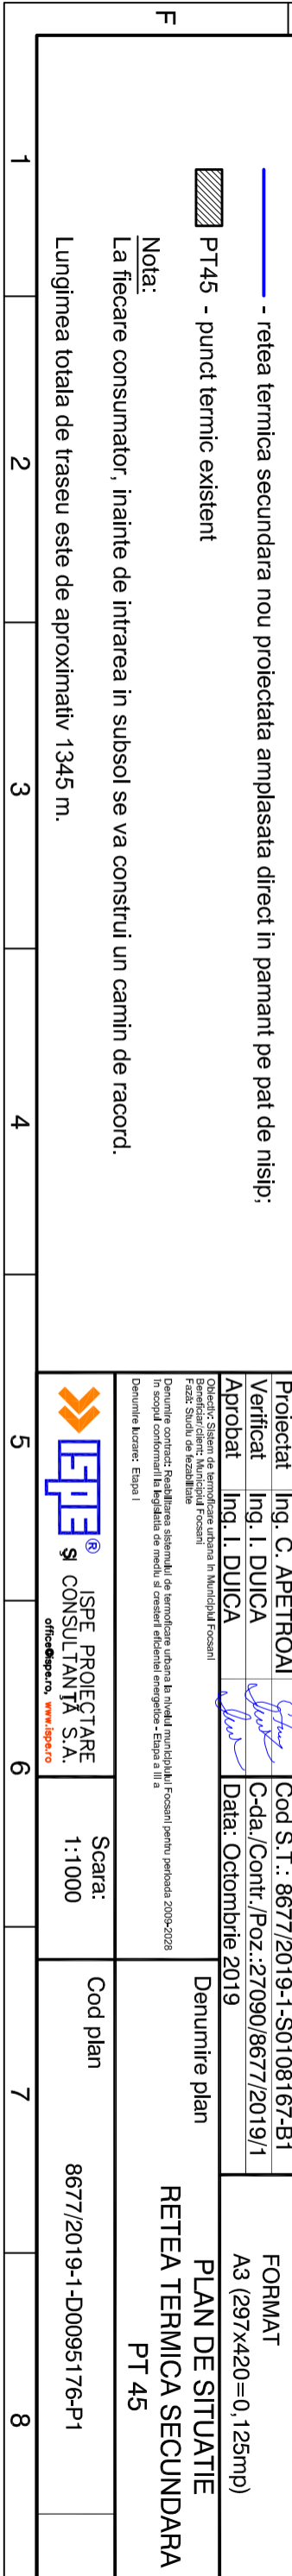 F
- retea termica secundara nou proiectata amplasata direct in pamant pe pat de nisip;
PT45 - punct termic existent
Nota:
La fiecare consumator, inainte de intrarea in subsol se va construi un camin de racord.
Lungimea totala de traseu este de aproximativ 1345 m.
Proiectat Ing. C. APETROAI Cod S.T.: 8677/2019-1-S0108167-B1
Verificat Ing. I. DUICA C-da./Contr./Poz.:27090/8677/2019/1
Aprobat Ing. I. DUICA Data: Octombrie 2019
FORMAT
A3 (297x420=0,125mp)
Obiectiv: Sistem de termoficare urbana in Municipiul Focsani
Beneficiar/client: Municipiul Focsani
Fază: Studiu de fezabilitate
Denumire contract: Reabilitarea sistemului de termoficare urbana la nivelul municipiului Focsani pentru perioada 2009-2028
in scopul conformarii la legislatia de mediu si cresterii eficientei energetice - Etapa a III a
Denumire lucrare: Etapa I
Denumire plan
PLAN DE SITUATIE
RETEA TERMICA SECUNDARA
PT 45
ISPE ®
ISPE PROIECTARE
ŞI CONSULTANŢĂ S.A.
office@ispe.ro, www.ispe.ro
Scara:
1:1000
Cod plan
8677/2019-1-D0095176-P1
1 2 3 4 5 6 7 8